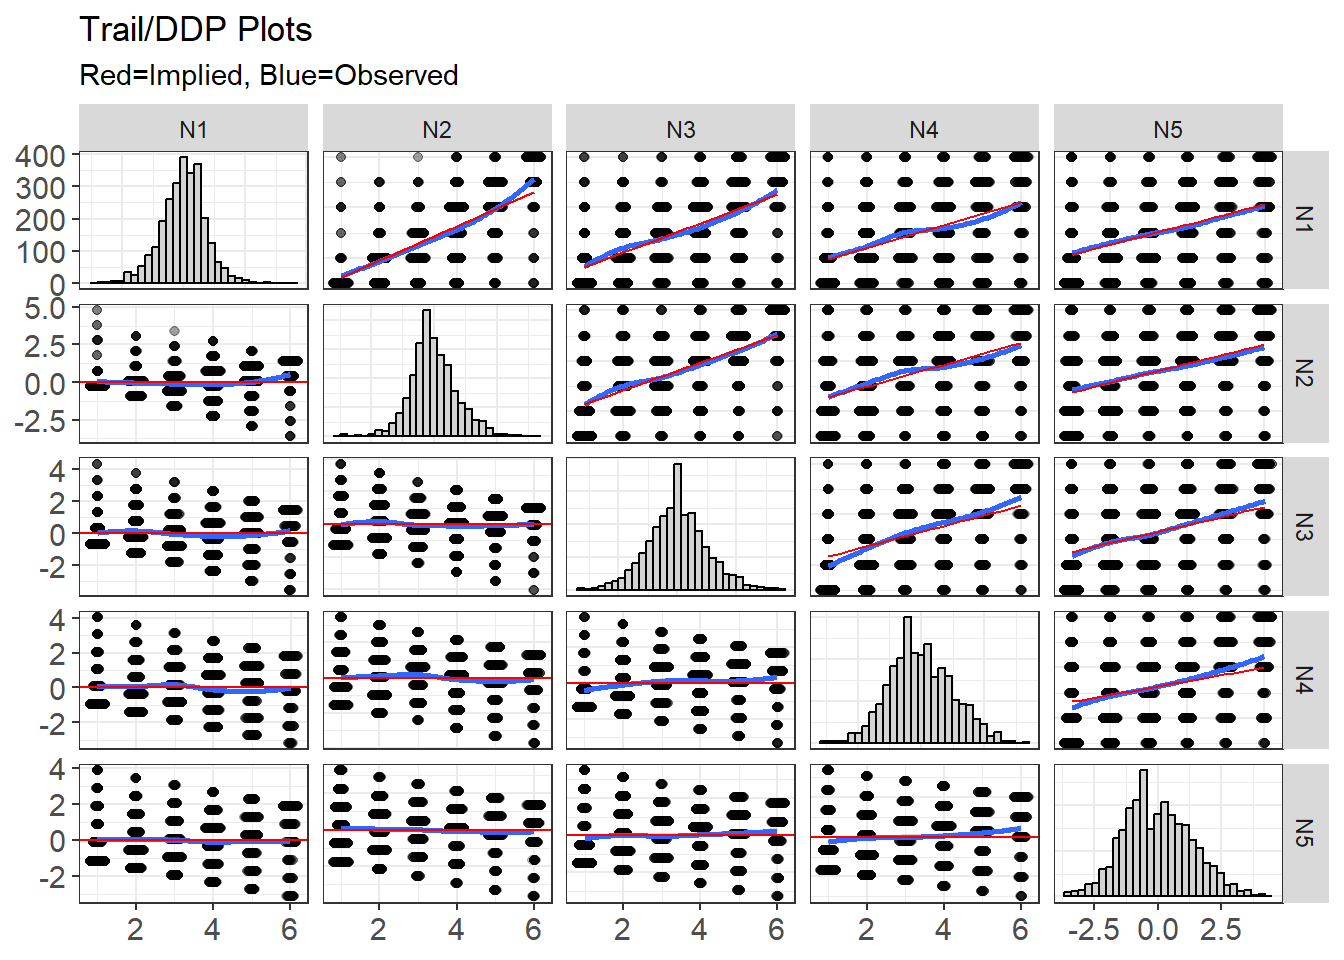 Trail/DDP Plots
Red=Implied, Blue=Observed
N1 N2 N3 N4 N5
400
300
200
100
0
N1
5.0
2.5
0.0
-2.5
N2
4
2
0
-2
N3
4
2
0
-2
N4
4
2
0
-2
N5
2 4 6 2 4 6 2 4 6 2 4 6 -2.5 0.0 2.5